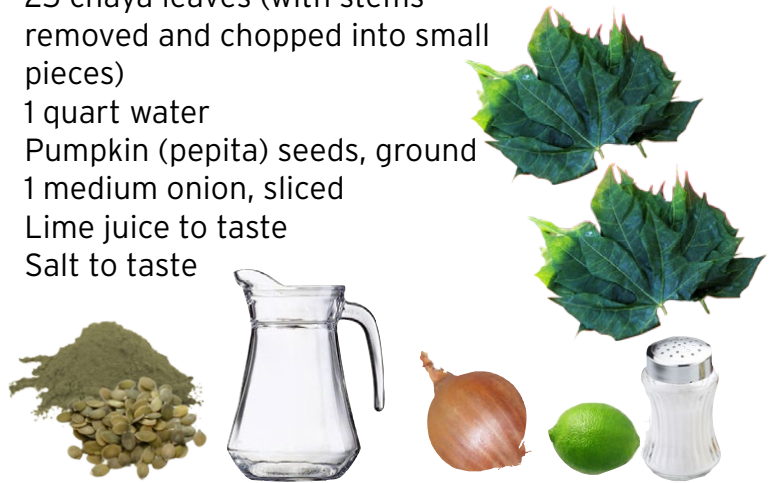 25 chaya leaves (with stems
removed and chopped into small
pieces)
1 quart water
Pumpkin (pepita) seeds, ground
1 medium onion, sliced
Lime juice to taste
Salt to taste